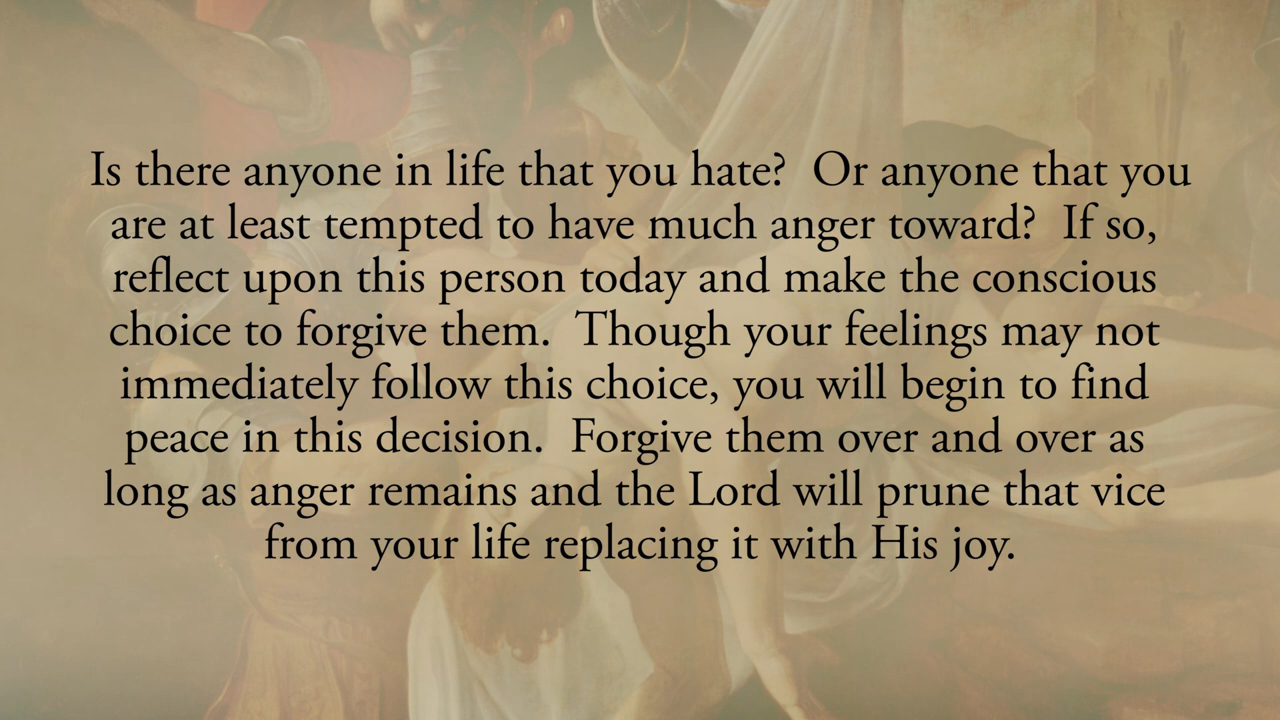 Is there anyone in life that you hate?  Or anyone that you
are at least tempted to have much anger toward?  If so,
reflect upon this person today and make the conscious
choice to forgive them.  Though your feelings may not
immediately follow this choice, you will begin to find
peace in this decision.  Forgive them over and over as
long as anger remains and the Lord will prune that vice
from your life replacing it with His joy.